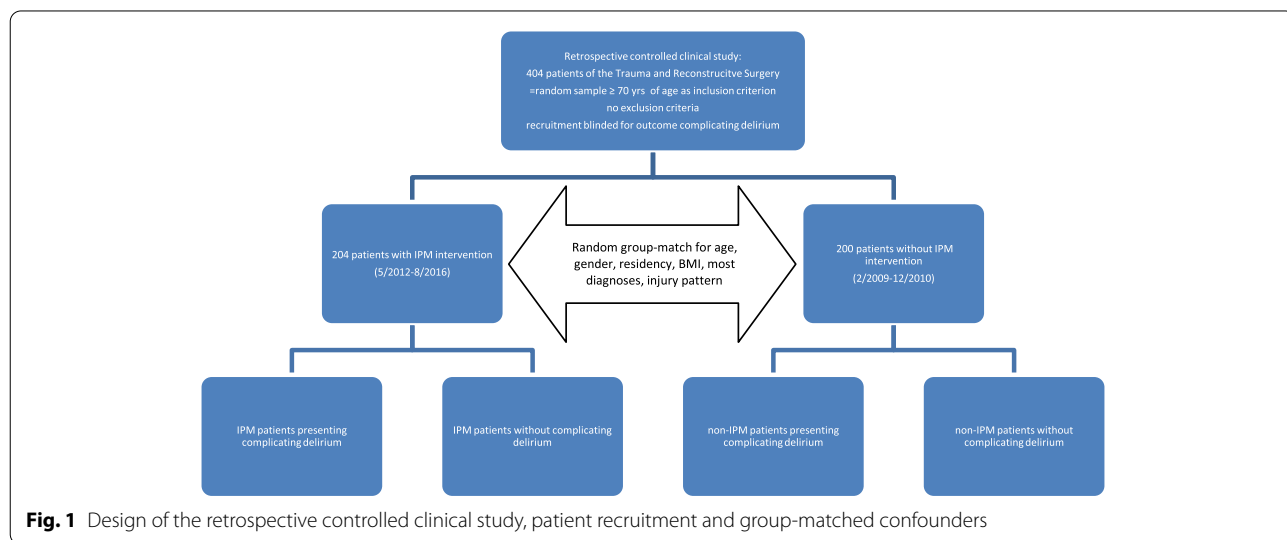 Retrospective controlled clinical study:
404 patients of the Trauma and Reconstrucitve Surgery
=random sample ≥ 70 yrs of age as inclusion criterion
no exclusion criteria
recruitment blinded for outcome complicating delirium
204 patients with IPM intervention
(5/2012-8/2016)
Random group-match for age,
gender, residency, BMI, most
diagnoses, injury pattern
200 patients without IPM
intervention
(2/2009-12/2010)
IPM patients presenting
complicating delirium
IPM patients without complicating
delirium
non-IPM patients presenting
complicating delirium
non-IPM patients without
complicating delirium
Fig. 1 Design of the retrospective controlled clinical study, patient recruitment and group-matched confounders